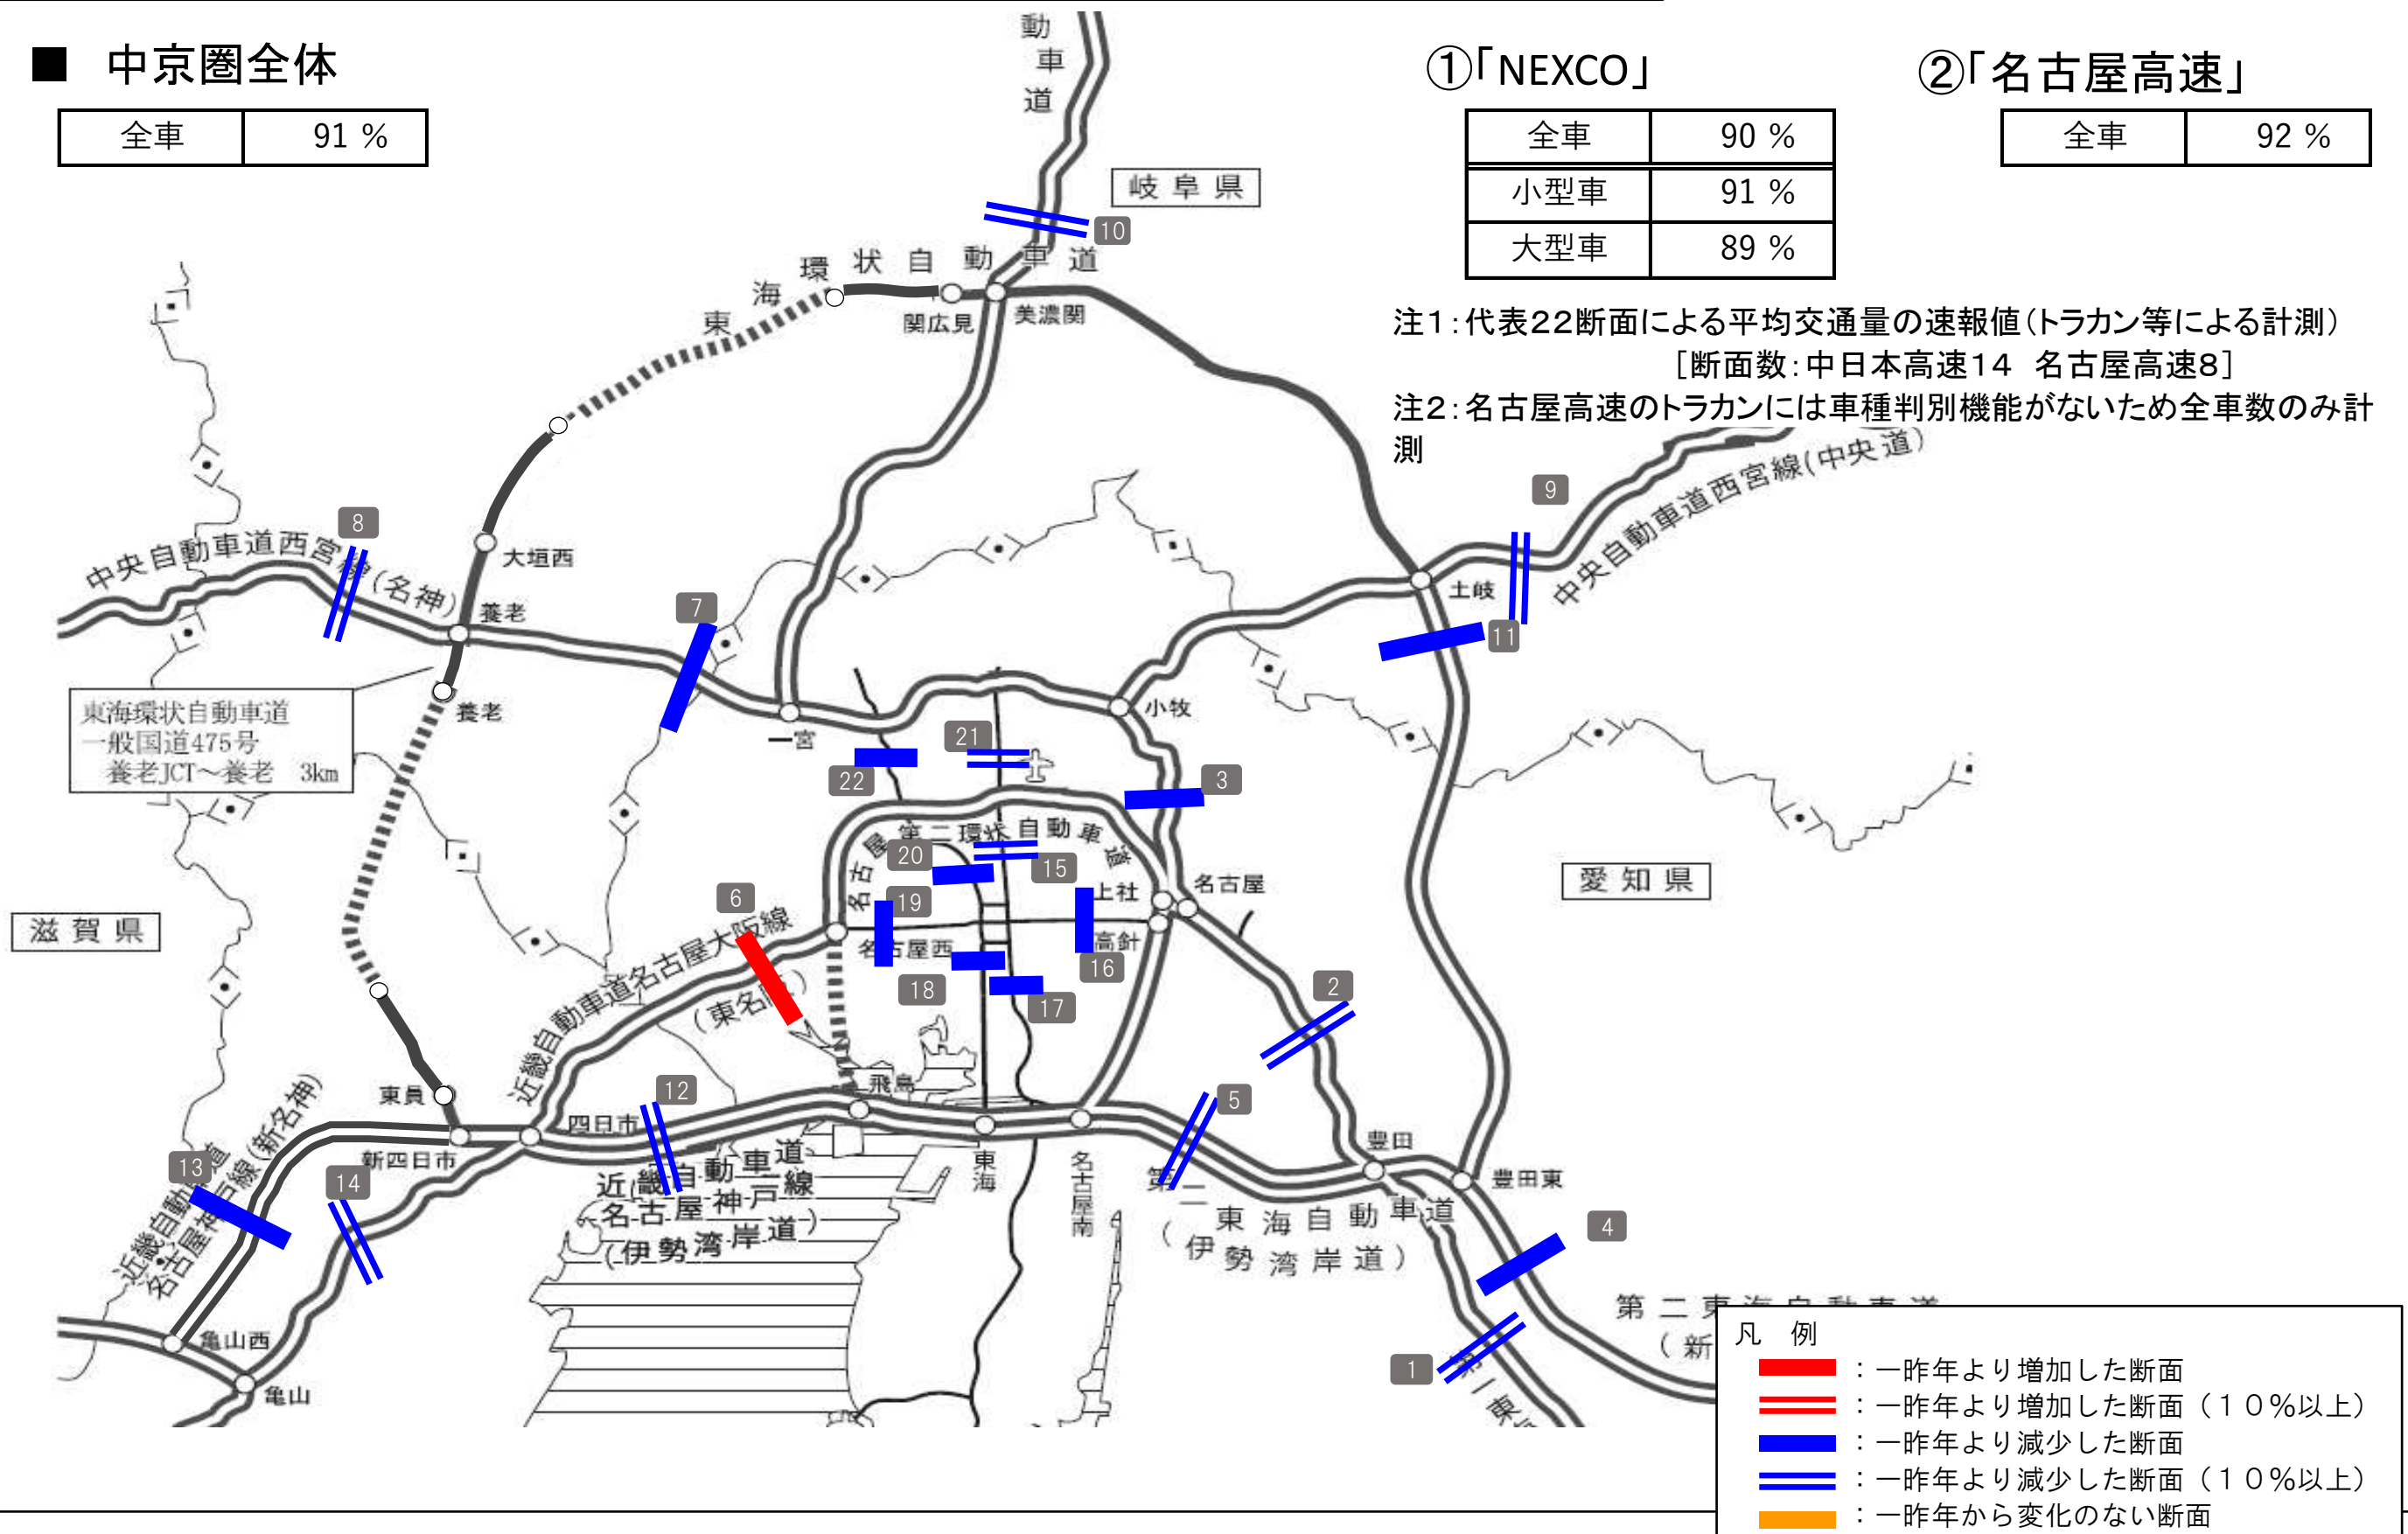 ■ 中京圏全体
全車 91 %
①「NEXCO」
全車 90 %
小型車 91 %
大型車 89 %
②「名古屋高速」
全車 92 %
注1:代表22断面による平均交通量の速報値(トラカン等による計測)
[断面数:中日本高速14 名古屋高速8]
注2:名古屋高速のトラカンには車種判別機能がないため全車数のみ計
測
動車道
岐阜県
10
東海環状自動車道
関広見
美濃関
9
中央自動車道西宮線(中央道)
8
中央自動車道西宮線(名神)
大垣西
養老
7
土岐
11
東海環状自動車道
一般国道475号
養老JCT~養老 3km
養老
一宮
小牧
21
22
3
名古屋第二環状自動車道
20
15
上社
名古屋
愛知県
19
6
滋賀県
近畿自動車道名古屋大阪線
(東名阪)
名古屋西
高針
16
18
17
2
飛島
東員
12
5
四日市
新四日市
豊田
豊田東
13
14
近畿自動車道
名古屋神戸線(新名神)
近畿自動車道
名古屋神戸線
(伊勢湾岸道)
東海
名古屋南
第二東海自動車道
(伊勢湾岸道)
4
亀山西
亀山
1
第一東
第二東海自動車道
(新
凡 例
:一昨年より増加した断面
:一昨年より増加した断面(10%以上)
:一昨年より減少した断面
:一昨年より減少した断面(10%以上)
:一昨年から変化のない断面